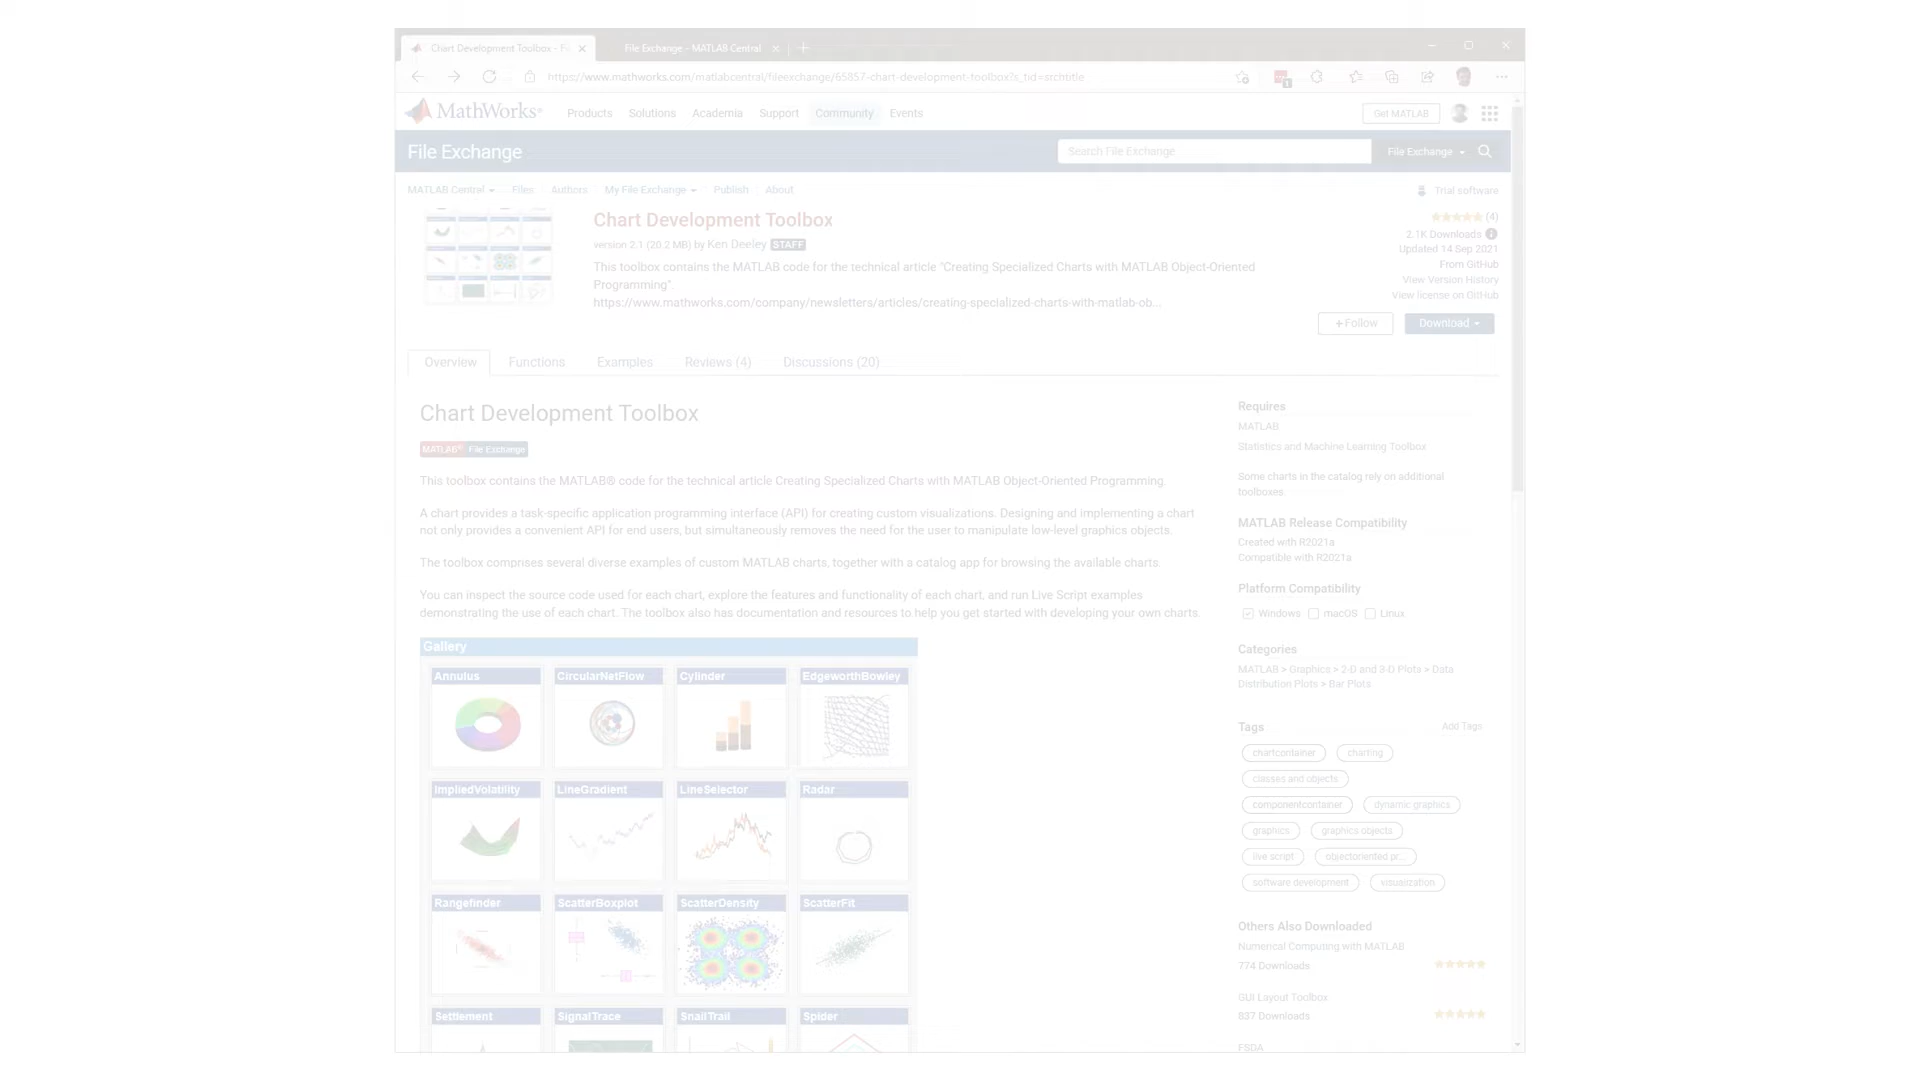 Chart Development Toolbox - Fi
File Exchange - MATLAB Central
https://www.mathworks.com/matlabcentral/fileexchange/65857-chart-development-toolbox?s_tid=srchtitle
MathWorks®
Products Solutions Academia Support Community Events
Get MATLAB
File Exchange
Search File Exchange
File Exchange
MATLAB Central Files Authors My File Exchange Publish About
Trial software
Chart Development Toolbox
version 2.1 (20.2 MB) by Ken Deeley STAFF
This toolbox contains the MATLAB code for the technical article "Creating Specialized Charts with MATLAB Object-Oriented
Programming".
https://www.mathworks.com/company/newsletters/articles/creating-specialized-charts-with-matlab-ob...
(4)
2.1K Downloads
Updated 14 Sep 2021
From GitHub
View Version History
View license on GitHub
+ Follow
Download
Overview Functions Examples Reviews (4) Discussions (20)
Chart Development Toolbox
MATLAB® File Exchange
This toolbox contains the MATLAB® code for the technical article Creating Specialized Charts with MATLAB Object-Oriented Programming.
A chart provides a task-specific application programming interface (API) for creating custom visualizations. Designing and implementing a chart
not only provides a convenient API for end users, but simultaneously removes the need for the user to manipulate low-level graphics objects.
The toolbox comprises several diverse examples of custom MATLAB charts, together with a catalog app for browsing the available charts.
You can inspect the source code used for each chart, explore the features and functionality of each chart, and run Live Script examples
demonstrating the use of each chart. The toolbox also has documentation and resources to help you get started with developing your own charts.
Gallery
Annulus CircularNetFlow Cylinder EdgeworthBowley
ImpliedVolatility LineGradient LineSelector Radar
Rangefinder ScatterBoxplot ScatterDensity ScatterFit
Settlement SignalTrace SnailTrail Spider
Requires
MATLAB
Statistics and Machine Learning Toolbox
Some charts in the catalog rely on additional
toolboxes
MATLAB Release Compatibility
Created with R2021a
Compatible with R2021a
Platform Compatibility
Windows macOS Linux
Categories
MATLAB > Graphics > 2-D and 3-D Plots > Data
Distribution Plots > Bar Plots
Tags
Add Tags
chartcontainer charting
classes and objects
componentcontainer dynamic graphics
graphics graphics objects
live script objectoriented pr...
software development visualization
Others Also Downloaded
Numerical Computing with MATLAB
774 Downloads
GUI Layout Toolbox
837 Downloads
FSDA